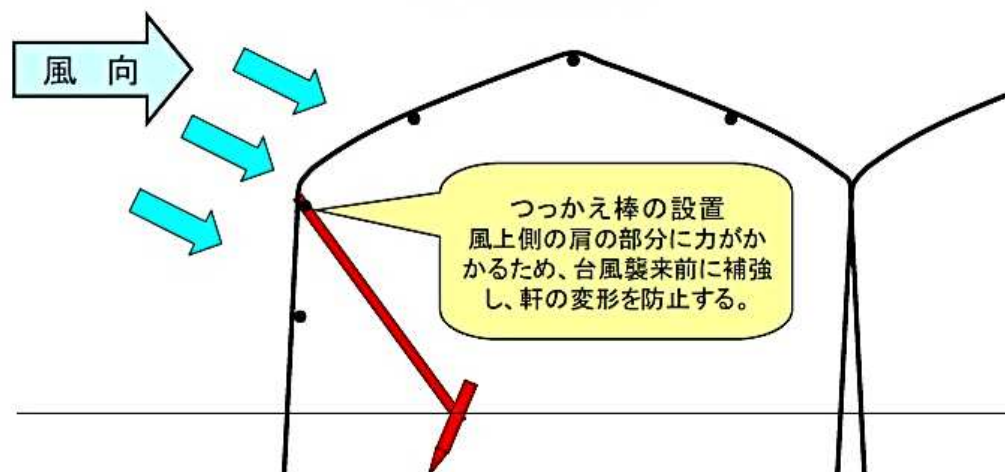 風 向
つっかえ棒の設置
風上側の肩の部分に力がか
かるため、台風襲来前に補強
し、軒の変形を防止する。